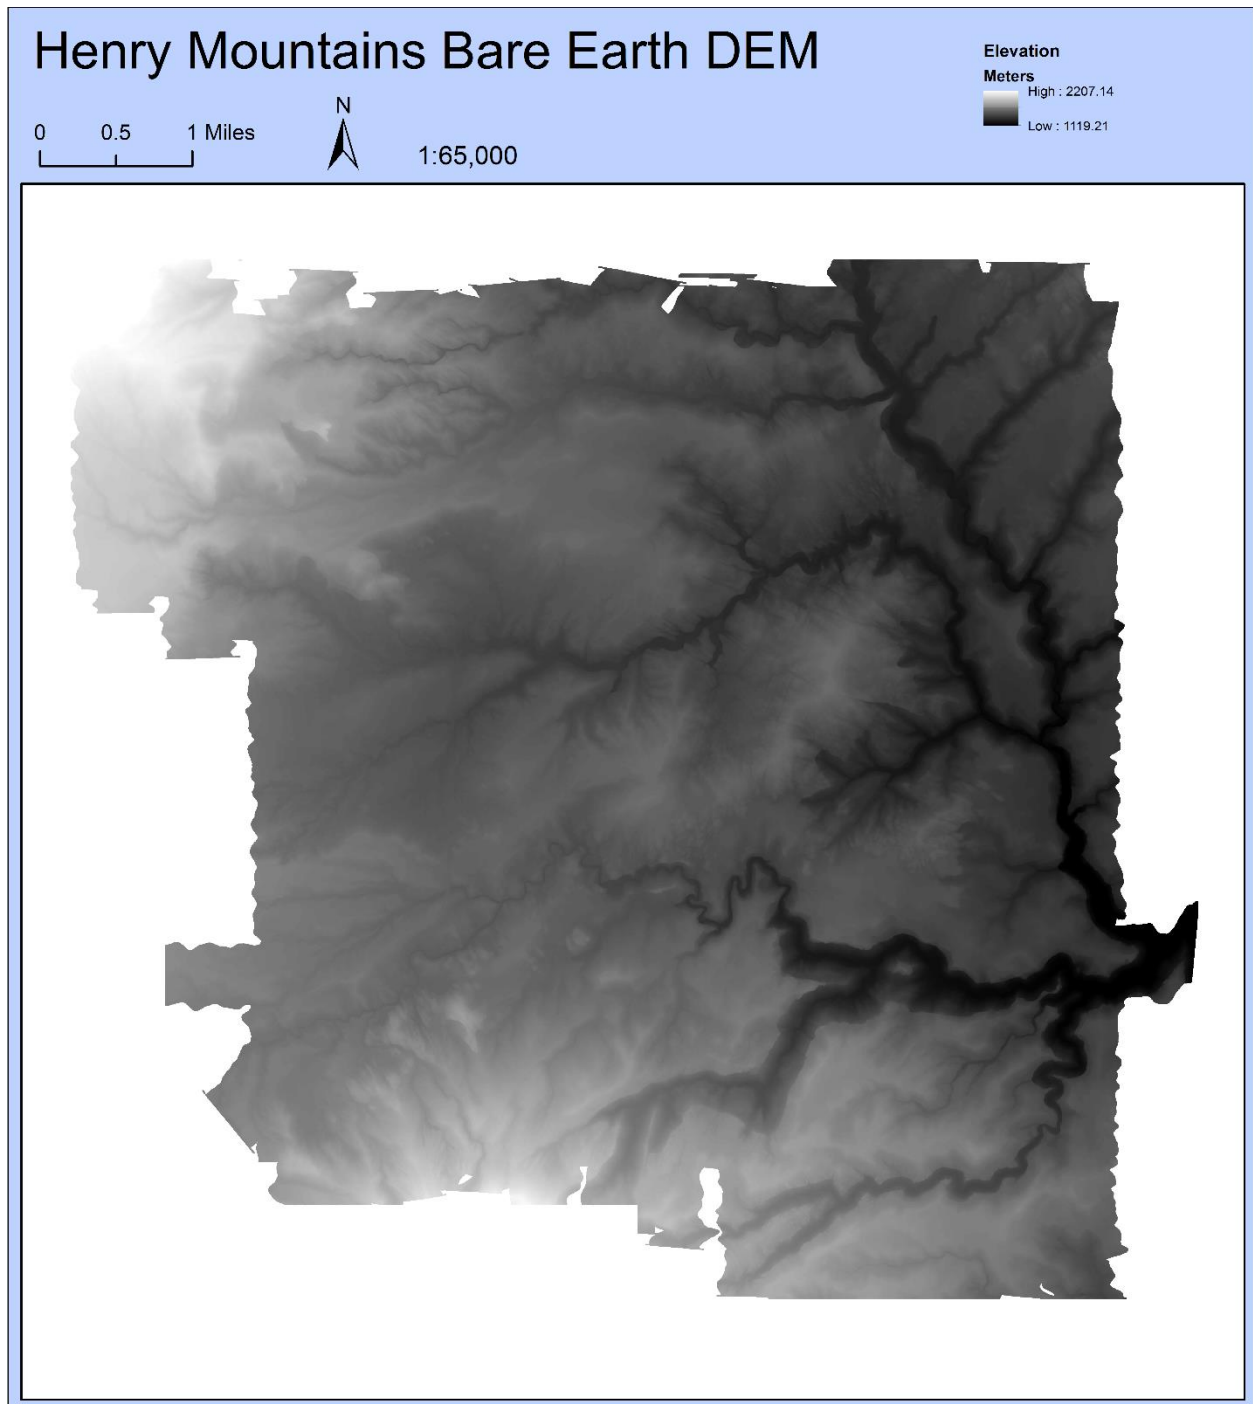 Henry Mountains Bare Earth DEM
Elevation
Meters
High : 2207.14
Low : 1119.21
N
0 0.5 1 Miles
1:65,000